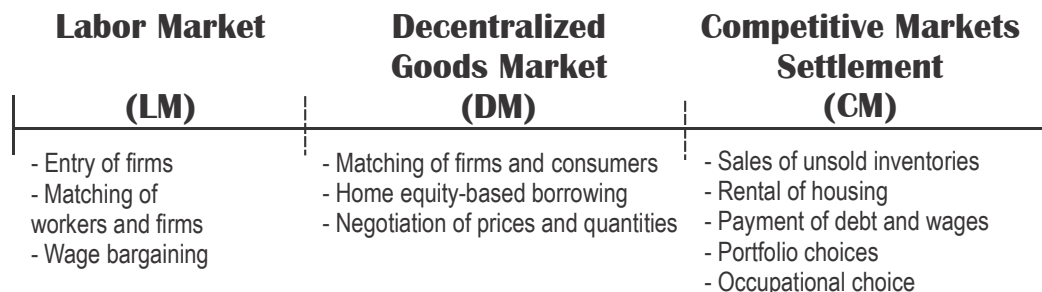 Labor Market
(LM)
- Entry of firms
- Matching of
workers and firms
- Wage bargaining
Decentralized
Goods Market
(DM)
- Matching of firms and consumers
- Home equity-based borrowing
- Negotiation of prices and quantities
Competitive Markets
Settlement
(CM)
- Sales of unsold inventories
- Rental of housing
- Payment of debt and wages
- Portfolio choices
- Occupational choice